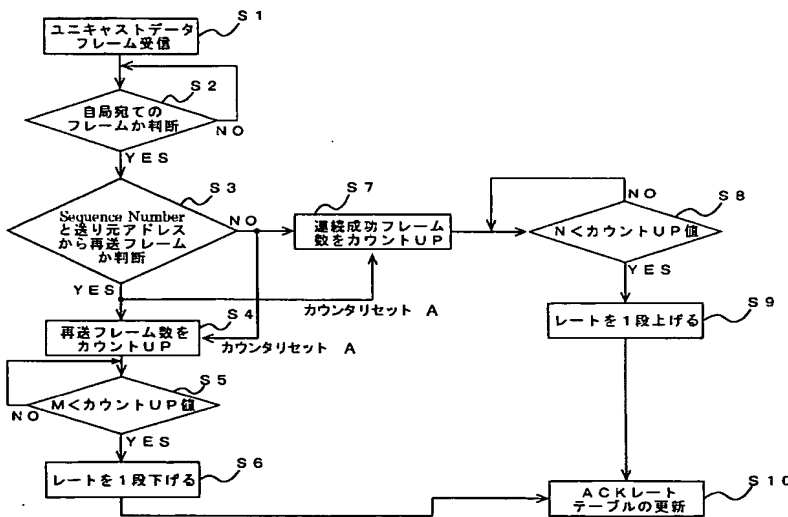 S1
ユニキャストデータ
フレーム受信
S2
自局宛ての
フレームか判断
NO
YES
S3
Sequence Number
と送り元アドレス
から再送フレーム
か判断
NO
YES
S7
連続成功フレーム
数をカウントUP
NO
S8
N<カウントUP値
YES
カウンタリセット A
S4
再送フレーム数を
カウントUP
カウンタリセット A
S9
レートを1段上げる
S5
M<カウントUP値
NO
YES
S6
レートを1段下げる
S10
ACKレート
テーブルの更新